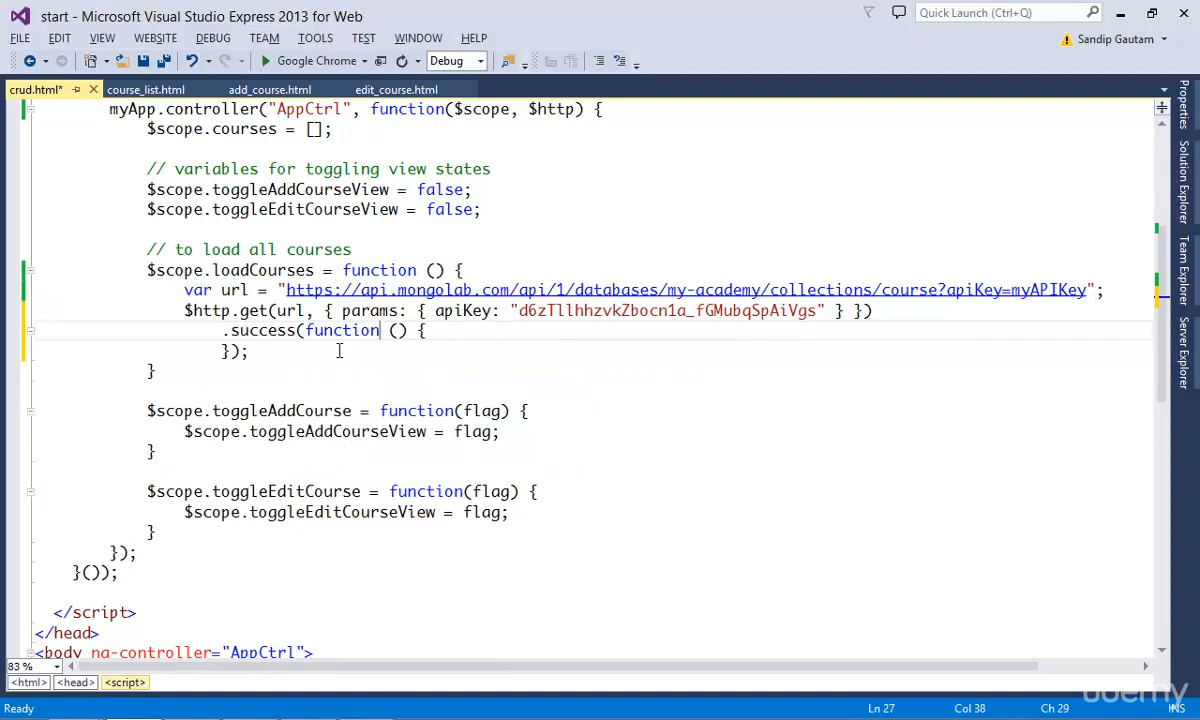 start - Microsoft Visual Studio Express 2013 for Web
Quick Launch (Ctrl+Q)
FILE EDIT VIEW WEBSITE DEBUG TEAM TOOLS TEST WINDOW HELP
Sandip Gautam
Google Chrome Debug
crud.html* course_list.html add_course.html edit_course.html
myApp.controller("AppCtrl", function($scope, $http) {
$scope.courses = [];
// variables for toggling view states
$scope.toggleAddCourseView = false;
$scope.toggleEditCourseView = false;
// to load all courses
$scope.loadCourses = function () {
var url = "https://api.mongolab.com/api/1/databases/my-academy/collections/course?apiKey=myAPIKey";
$http.get(url, { params: { apiKey: "d6zTllhhzvkZbocn1a_fGMubqSpAiVgs" } })
.success(function () {
});
}
$scope.toggleAddCourse = function(flag) {
$scope.toggleAddCourseView = flag;
}
$scope.toggleEditCourse = function(flag) {
$scope.toggleEditCourseView = flag;
}
});
}());
</script>
</head>
<body ng-controller="AppCtrl">
83 %
<html> <head> <script>
Ready
Ln 27 Col 38 Ch 29 INS
Properties
Solution Explorer
Team Explorer
Server Explorer
udemy